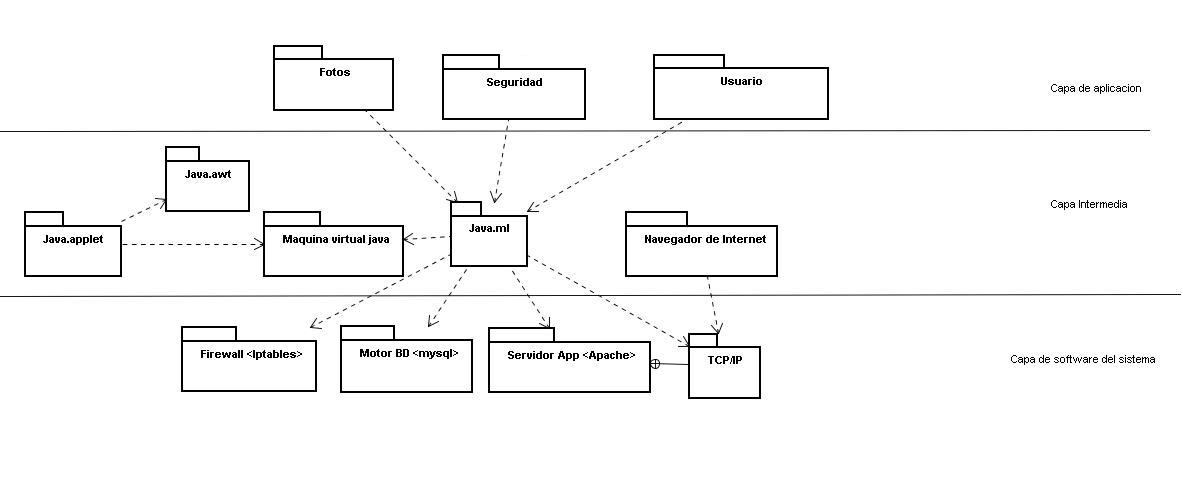 Fotos
Seguridad
Usuario
Capa de aplicacion
Java.awt
Capa Intermedia
Java.applet
Maquina virtual java
Java.ml
Navegador de Internet
Firewall <Iptables>
Motor BD <mysql>
Servidor App <Apache>
TCP/IP
Capa de software del sistema